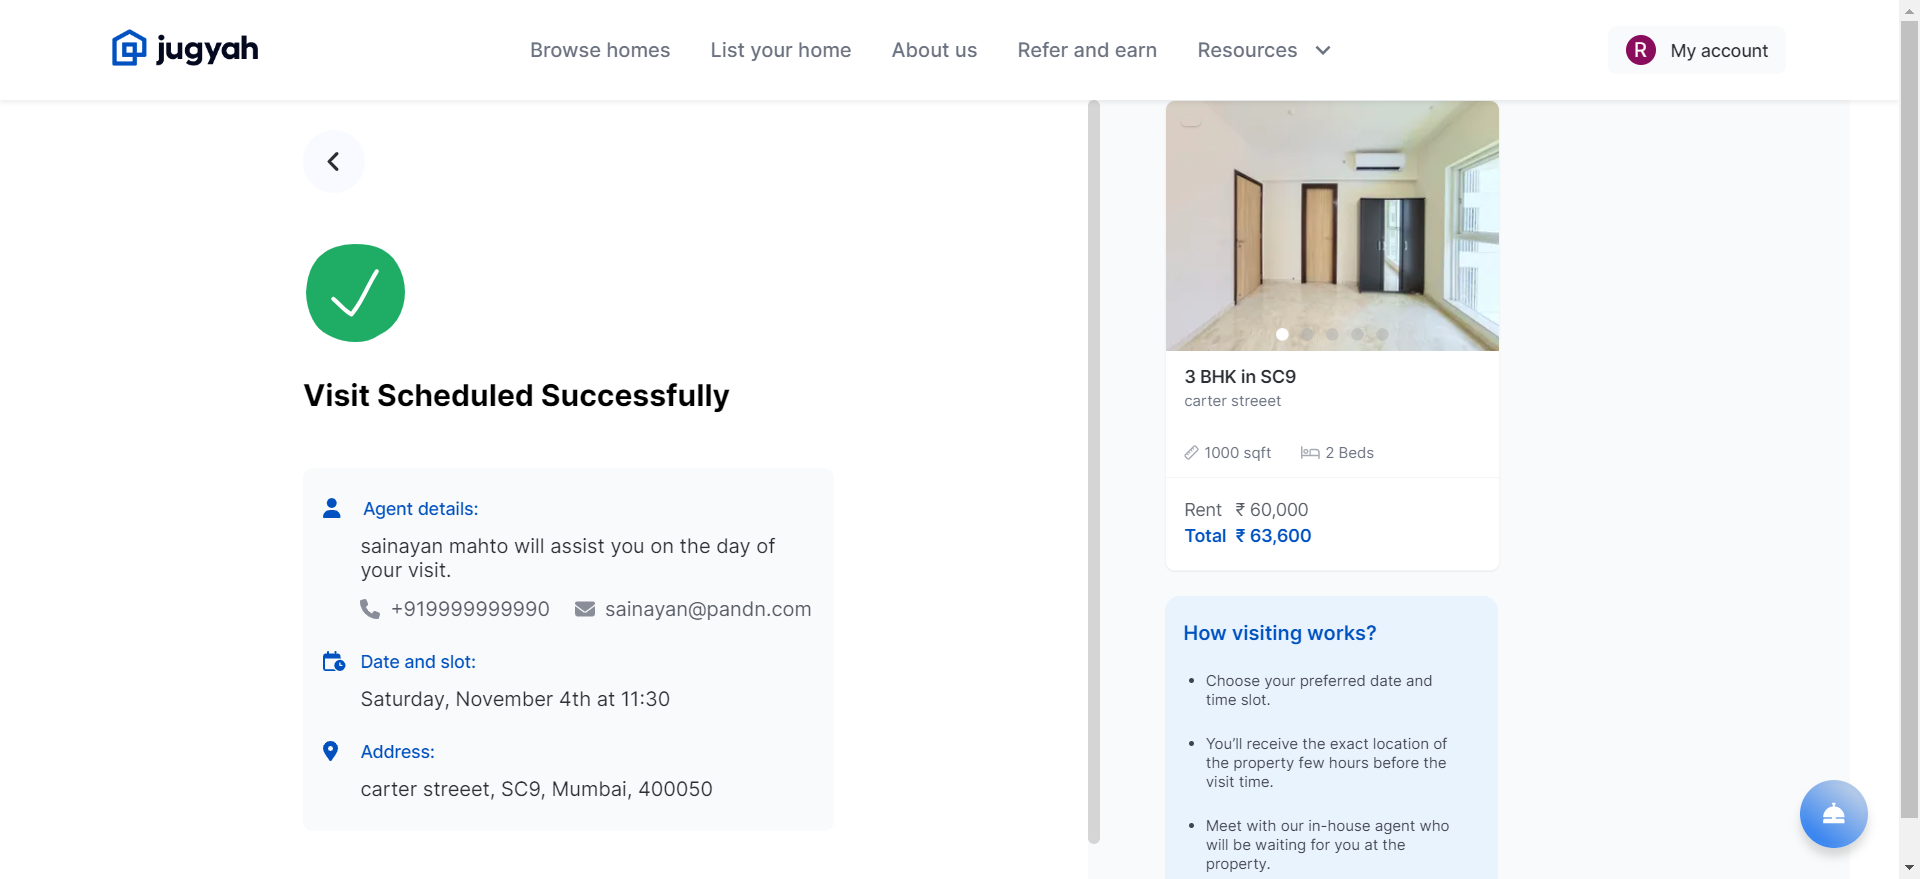 jugyah
Browse homes
List your home
About us
Refer and earn
Resources
R
My account
Visit Scheduled Successfully
Agent details:
sainayan mahto will assist you on the day of
your visit.
+919999999990
sainayan@pandn.com
Date and slot:
Saturday, November 4th at 11:30
Address:
carter streeet, SC9, Mumbai, 400050
3 BHK in SC9
carter streeet
1000 sqft
2 Beds
Rent ₹ 60,000
Total ₹ 63,600
How visiting works?
• Choose your preferred date and
time slot.
• You’ll receive the exact location of
the property few hours before the
visit time.
• Meet with our in-house agent who
will be waiting for you at the
property.